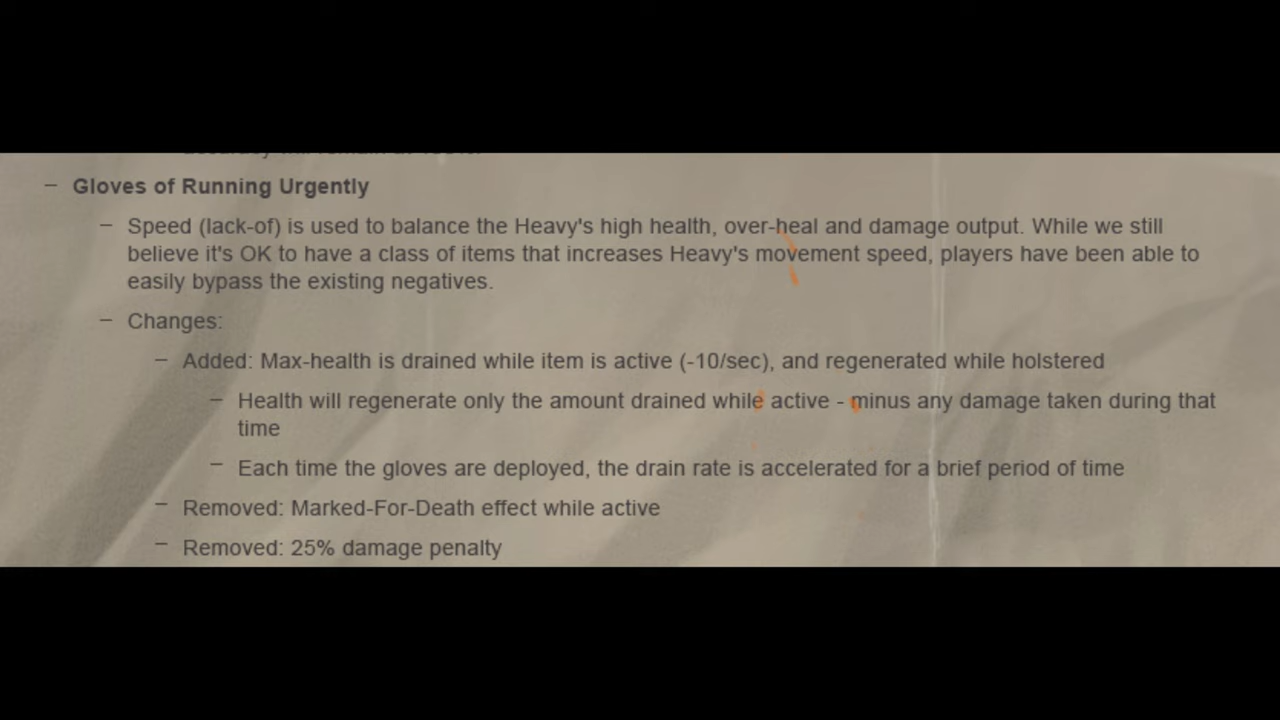 – Gloves of Running Urgently
– Speed (lack-of) is used to balance the Heavy's high health, over-heal and damage output. While we still
believe it's OK to have a class of items that increases Heavy's movement speed, players have been able to
easily bypass the existing negatives.
– Changes:
– Added: Max-health is drained while item is active (-10/sec), and regenerated while holstered
– Health will regenerate only the amount drained while active - minus any damage taken during that
time
– Each time the gloves are deployed, the drain rate is accelerated for a brief period of time
– Removed: Marked-For-Death effect while active
– Removed: 25% damage penalty